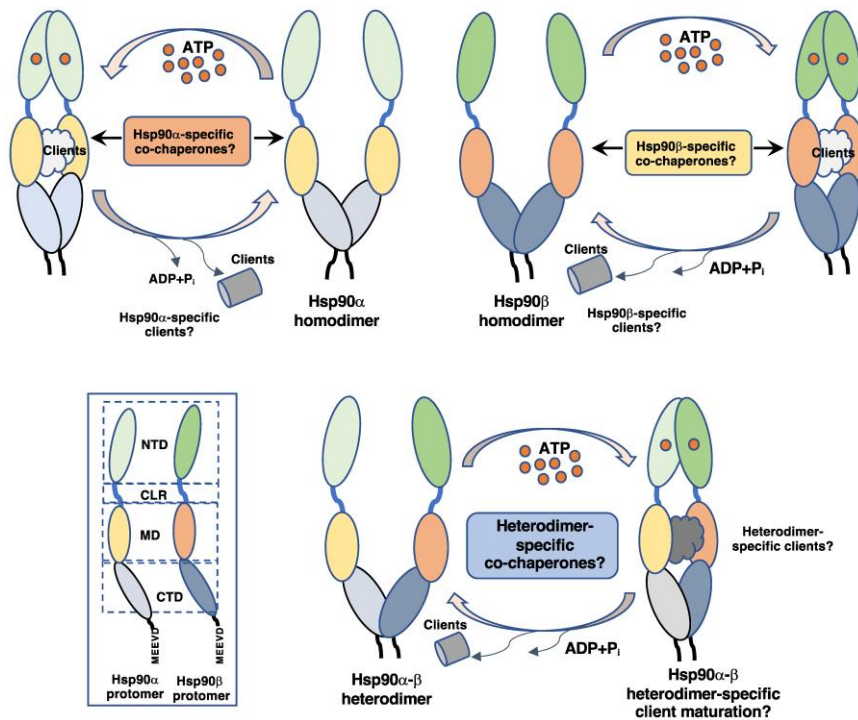 ATP
Hsp90α-specific
co-chaperones?
Clients
ADP+Pi
Clients
Hsp90α-specific
clients?
Hsp90α
homodimer
ATP
Hsp90β-specific
co-chaperones?
Clients
Clients
ADP+Pi
Hsp90β
homodimer
Hsp90β-specific
clients?
NTD
CLR
MD
CTD
MEEVD
MEEVD
Hsp90α
protomer
Hsp90β
protomer
ATP
Heterodimer-
specific
co-chaperones?
Heterodimer-
specific clients?
Clients
ADP+Pi
Hsp90α-β
heterodimer
Hsp90α-β
heterodimer-specific
client maturation?